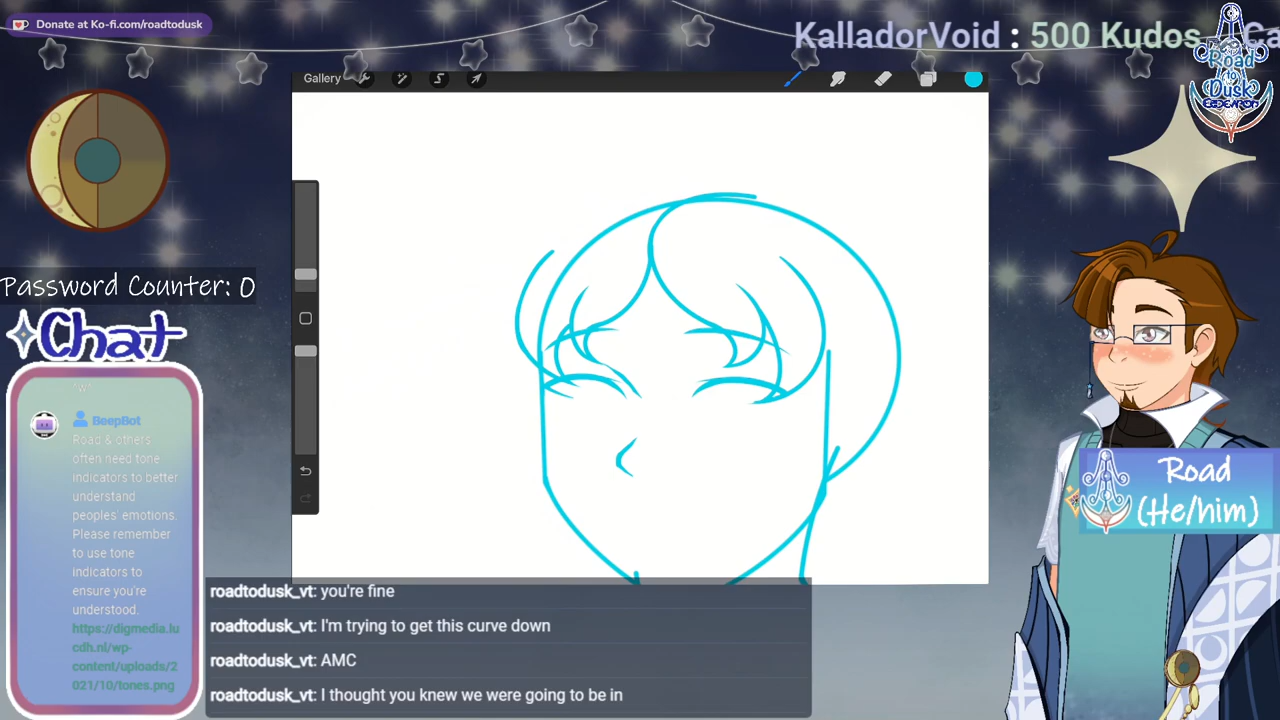 Donate at Ko-fi.com/roadtodusk
KalladorVoid : 500 Kudos
Road
to
Dusk
Gallery
Password Counter: 0
Chat
BeepBot
Road & others
often need tone
indicators to better
understand
peoples' emotions.
Please remember
to use tone
indicators to
ensure you're
understood.
https://digmedia.lu
cdh.nl/wp-
content/uploads/2
021/10/tones.png
roadtodusk_vt: you're fine
roadtodusk_vt: I'm trying to get this curve down
roadtodusk_vt: AMC
roadtodusk_vt: I thought you knew we were going to be in
Road
(He/him)